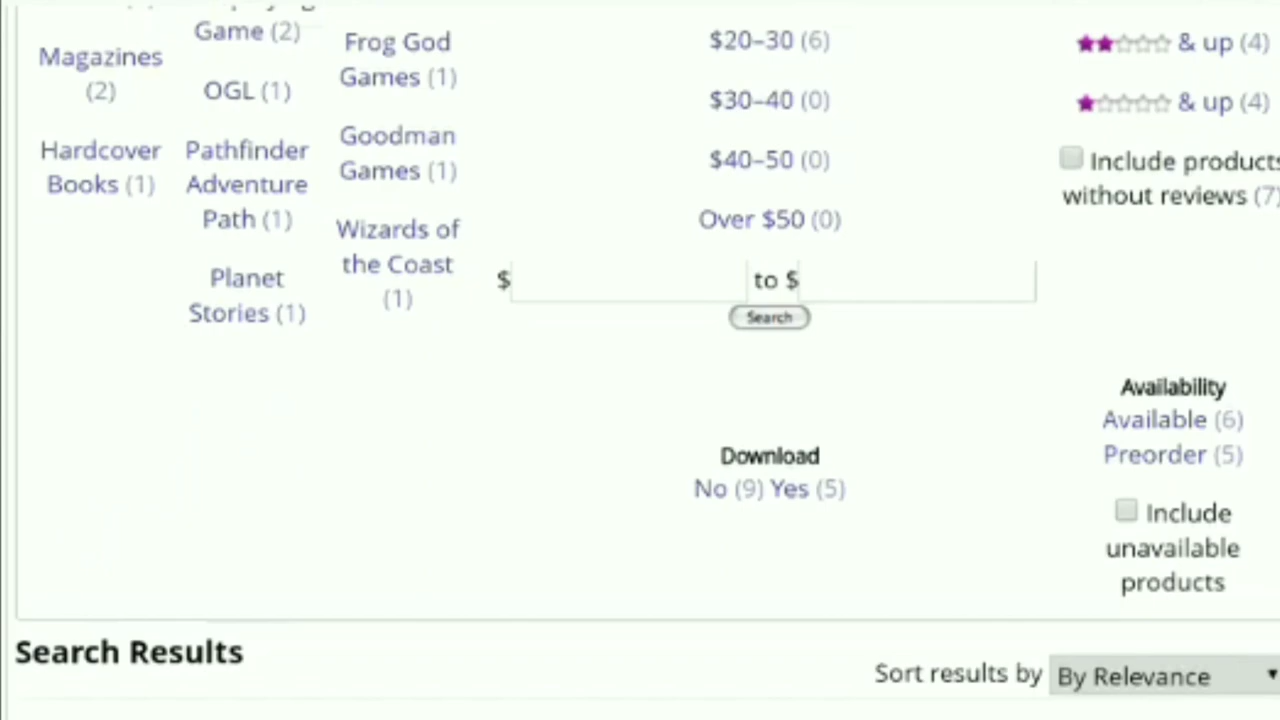 Game (2)
Magazines
(2)
OGL (1)
Hardcover
Books (1)
Pathfinder
Adventure
Path (1)
Planet
Stories (1)
Frog God
Games (1)
Goodman
Games (1)
Wizards of
the Coast
(1)
$20–30 (6)
$30–40 (0)
$40–50 (0)
Over $50 (0)
$ to $
Search
Download
No (9) Yes (5)
& up (4)
& up (4)
Include products
without reviews (7)
Availability
Available (6)
Preorder (5)
Include
unavailable
products
Search Results
Sort results by By Relevance